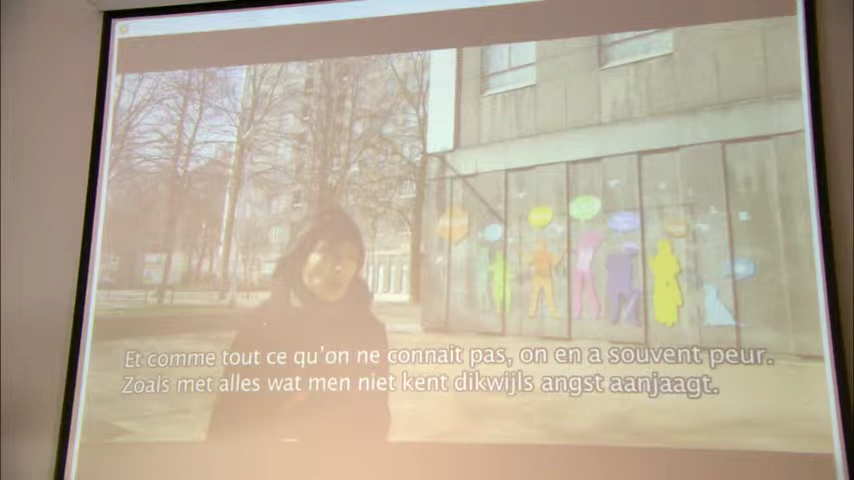 Et comme tout ce qu'on ne connait pas, on en a souvent peur.
Zoals met alles wat men niet kent dikwijls angst aanjaagt.